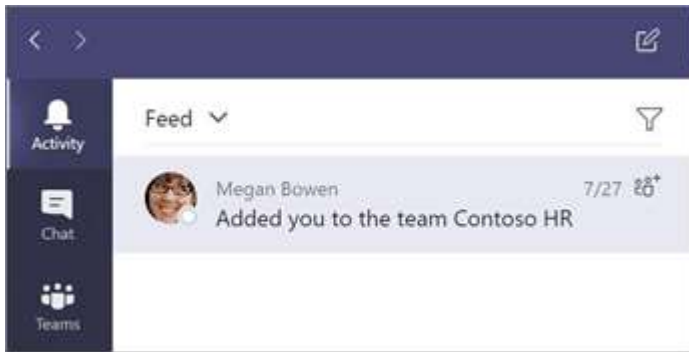 Feed
Activity
Megan Bowen 7/27
Added you to the team Contoso HR
Chat
Teams